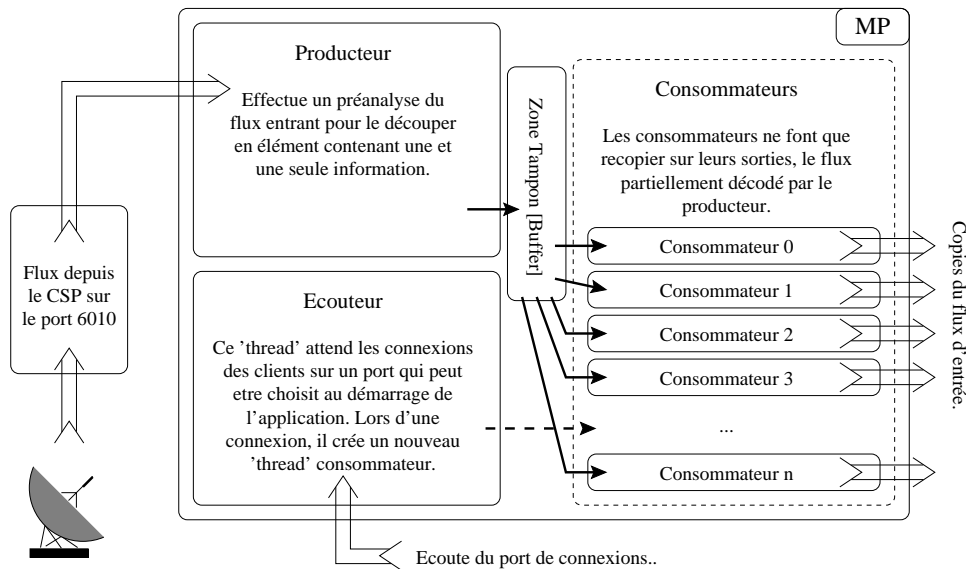 MP
Producteur
Effectue un préanalyse du
flux entrant pour le découper
en élément contenant une et
une seule information.
Zone Tampon [Buffer]
Consommateurs
Les consommateurs ne font que
recopier sur leurs sorties, le flux
partiellement décodé par le
producteur.
Consommateur 0
Consommateur 1
Consommateur 2
Consommateur 3
...
Consommateur n
Copies du flux d'entrée.
Flux depuis
le CSP sur
le port 6010
Ecouteur
Ce 'thread' attend les connexions
des clients sur un port qui peut
etre choisit au démarrage de
l'application. Lors d'une
connexion, il crée un nouveau
'thread' consommateur.
Ecoute du port de connexions..